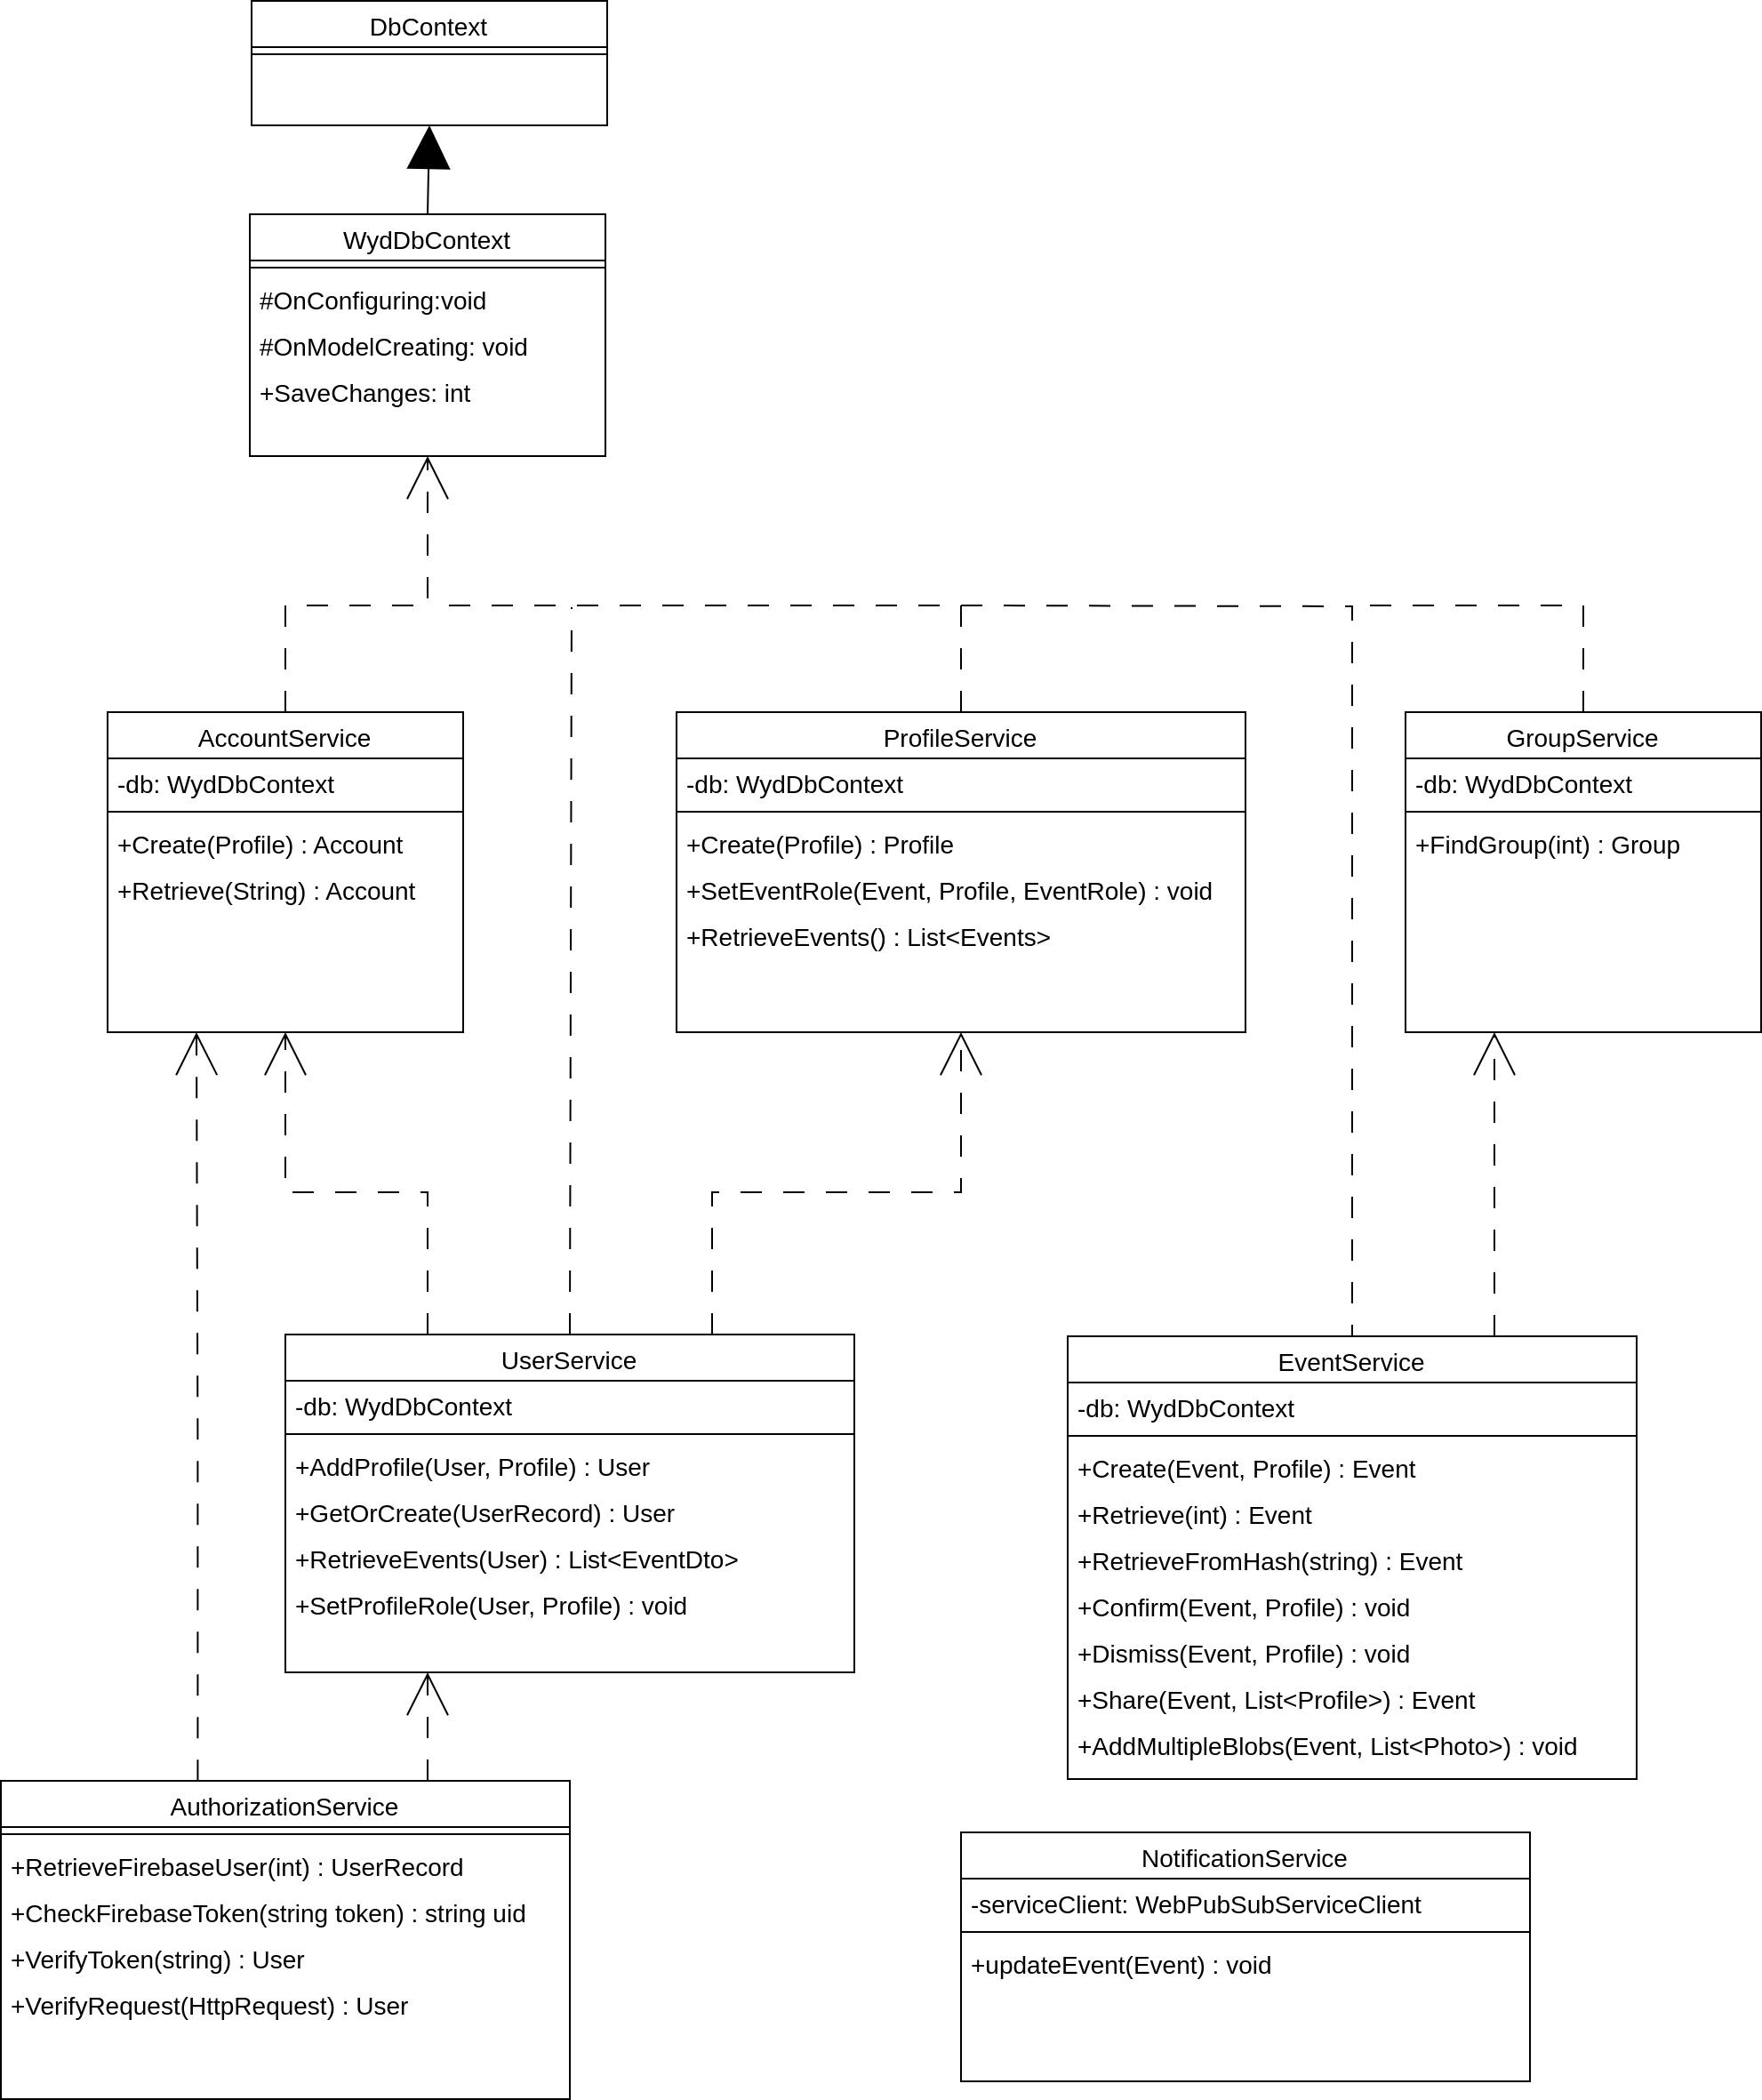 DbContext
WydDbContext
#OnConfiguring:void
#OnModelCreating: void
+SaveChanges: int
AccountService
-db: WydDbContext
+Create(Profile) : Account
+Retrieve(String) : Account
ProfileService
-db: WydDbContext
+Create(Profile) : Profile
+SetEventRole(Event, Profile, EventRole) : void
+RetrieveEvents() : List<Events>
GroupService
-db: WydDbContext
+FindGroup(int) : Group
UserService
-db: WydDbContext
+AddProfile(User, Profile) : User
+GetOrCreate(UserRecord) : User
+RetrieveEvents(User) : List<EventDto>
+SetProfileRole(User, Profile) : void
EventService
-db: WydDbContext
+Create(Event, Profile) : Event
+Retrieve(int) : Event
+RetrieveFromHash(string) : Event
+Confirm(Event, Profile) : void
+Dismiss(Event, Profile) : void
+Share(Event, List<Profile>) : Event
+AddMultipleBlobs(Event, List<Photo>) : void
AuthorizationService
+RetrieveFirebaseUser(int) : UserRecord
+CheckFirebaseToken(string token) : string uid
+VerifyToken(string) : User
+VerifyRequest(HttpRequest) : User
NotificationService
-serviceClient: WebPubSubServiceClient
+updateEvent(Event) : void